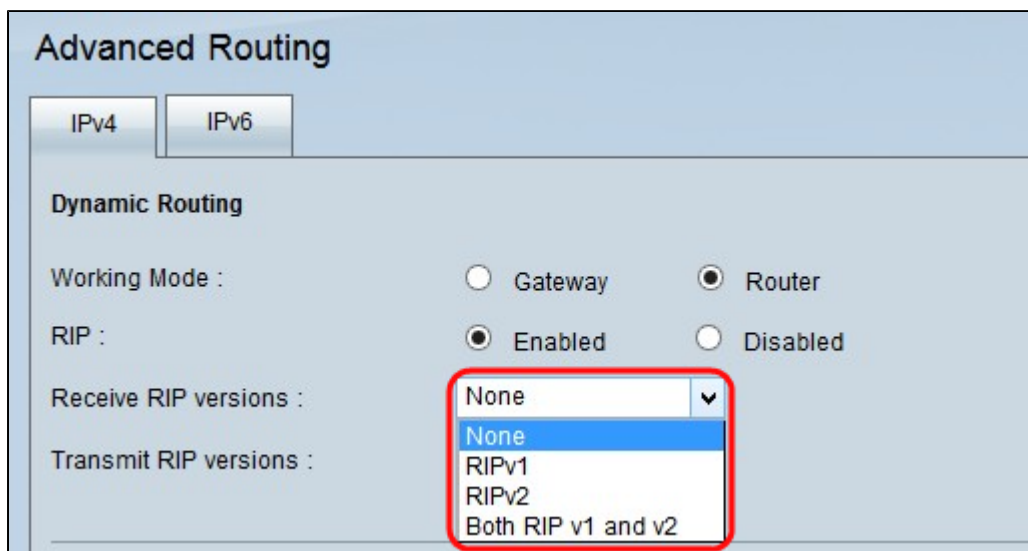 Advanced Routing
IPv4 IPv6
Dynamic Routing
Working Mode : Gateway Router
RIP : Enabled Disabled
Receive RIP versions : None
None
Transmit RIP versions : RIPv1
RIPv2
Both RIP v1 and v2